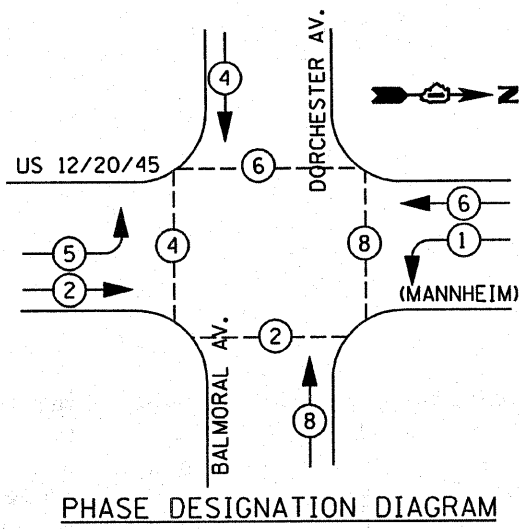 DORCHESTER AV.
4
N
US 12/20/45
6
6
5
4
8
1
2
(MANNHEIM)
2
BALMORAL AV.
8
PHASE DESIGNATION DIAGRAM